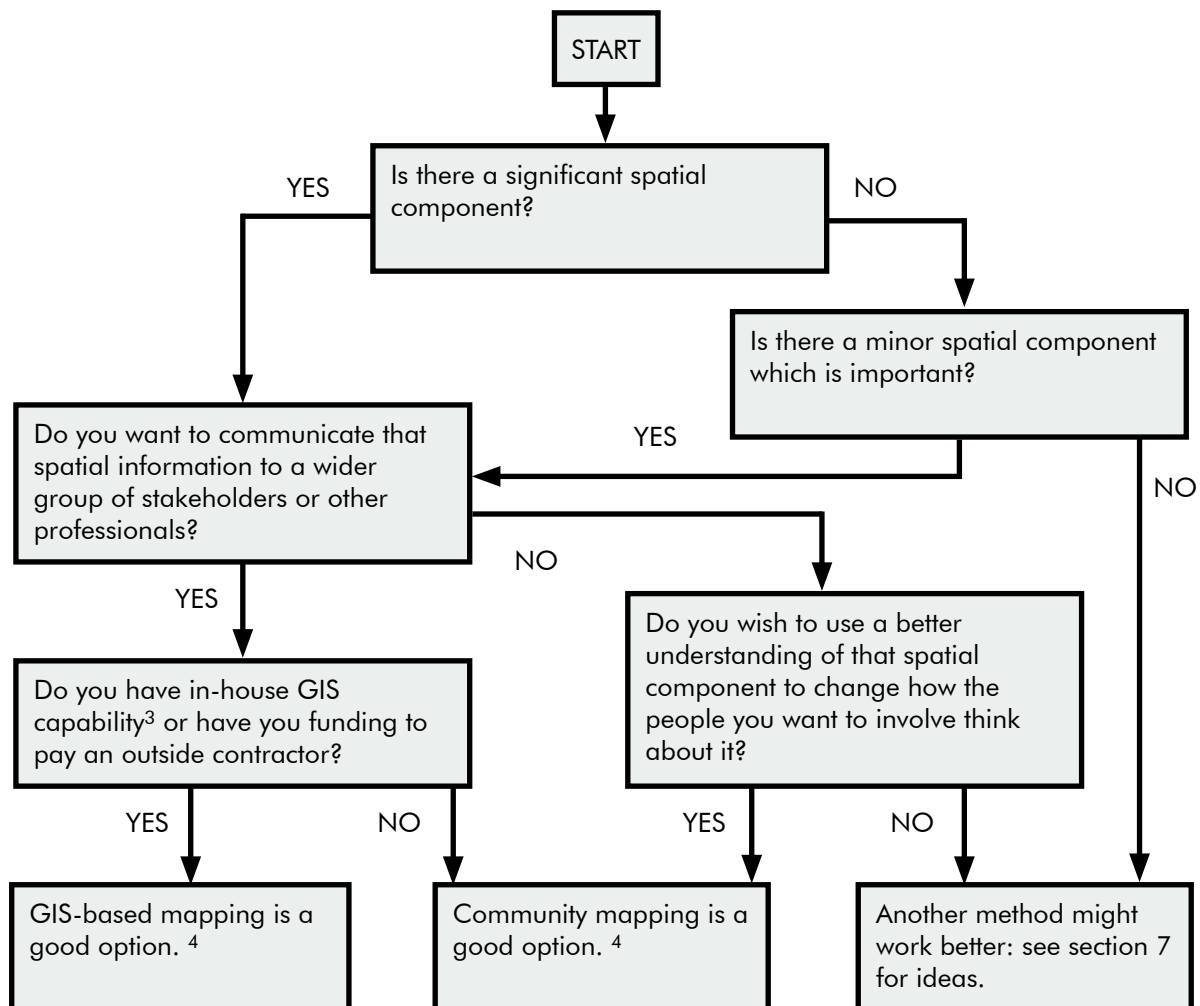 START
YES
NO
Is there a significant spatial
component?
Is there a minor spatial component
which is important?
YES
NO
Do you want to communicate that
spatial information to a wider
group of stakeholders or other
professionals?
NO
YES
Do you wish to use a better
understanding of that spatial
component to change how the
people you want to involve think
about it?
Do you have in-house GIS
capability³ or have you funding to
pay an outside contractor?
YES
NO
YES
NO
GIS-based mapping is a
good option. ⁴
Community mapping is a
good option. ⁴
Another method might
work better: see section 7
for ideas.